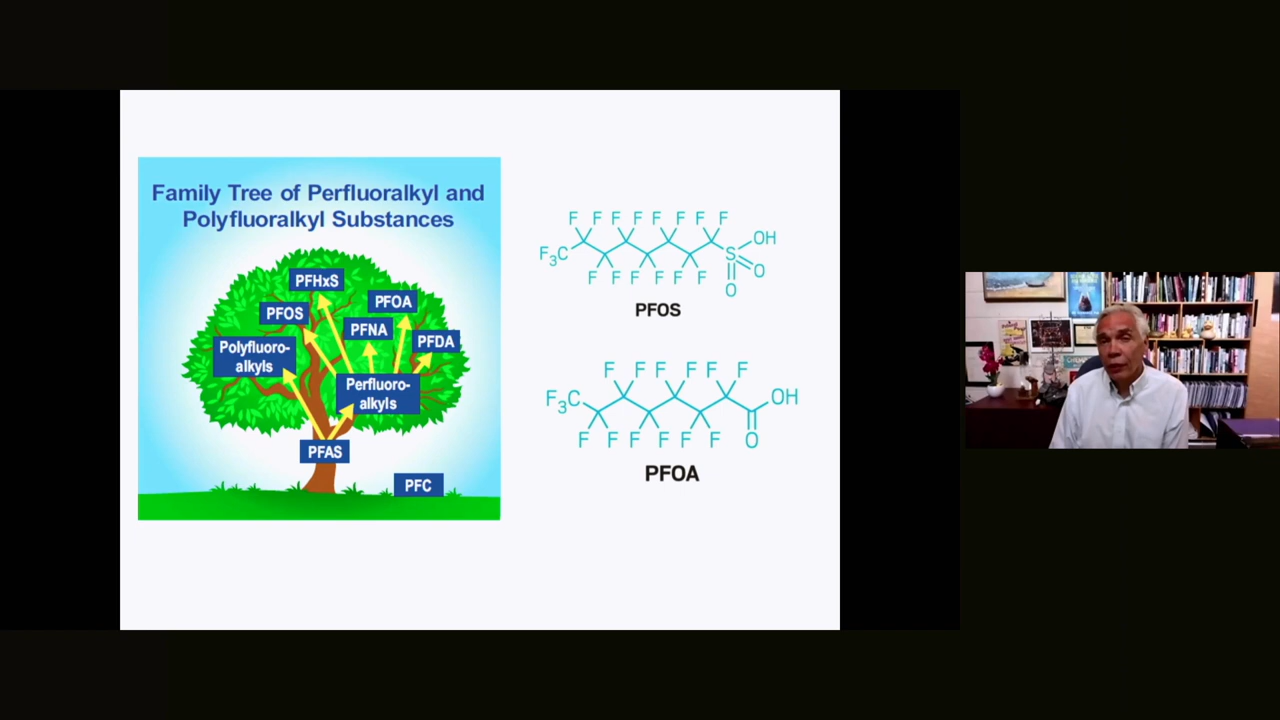 Family Tree of Perfluoralkyl and
Polyfluoralkyl Substances
PFHxS
PFOS
PFOA
PFNA
PFDA
Polyfluoro-
alkyls
Perfluoro-
alkyls
PFAS
PFC
F F F F F F F F
F₃C
S
OH
O
F F F F F F
O
PFOS
F F F F F F
F₃C
OH
F F F F F F
O
PFOA